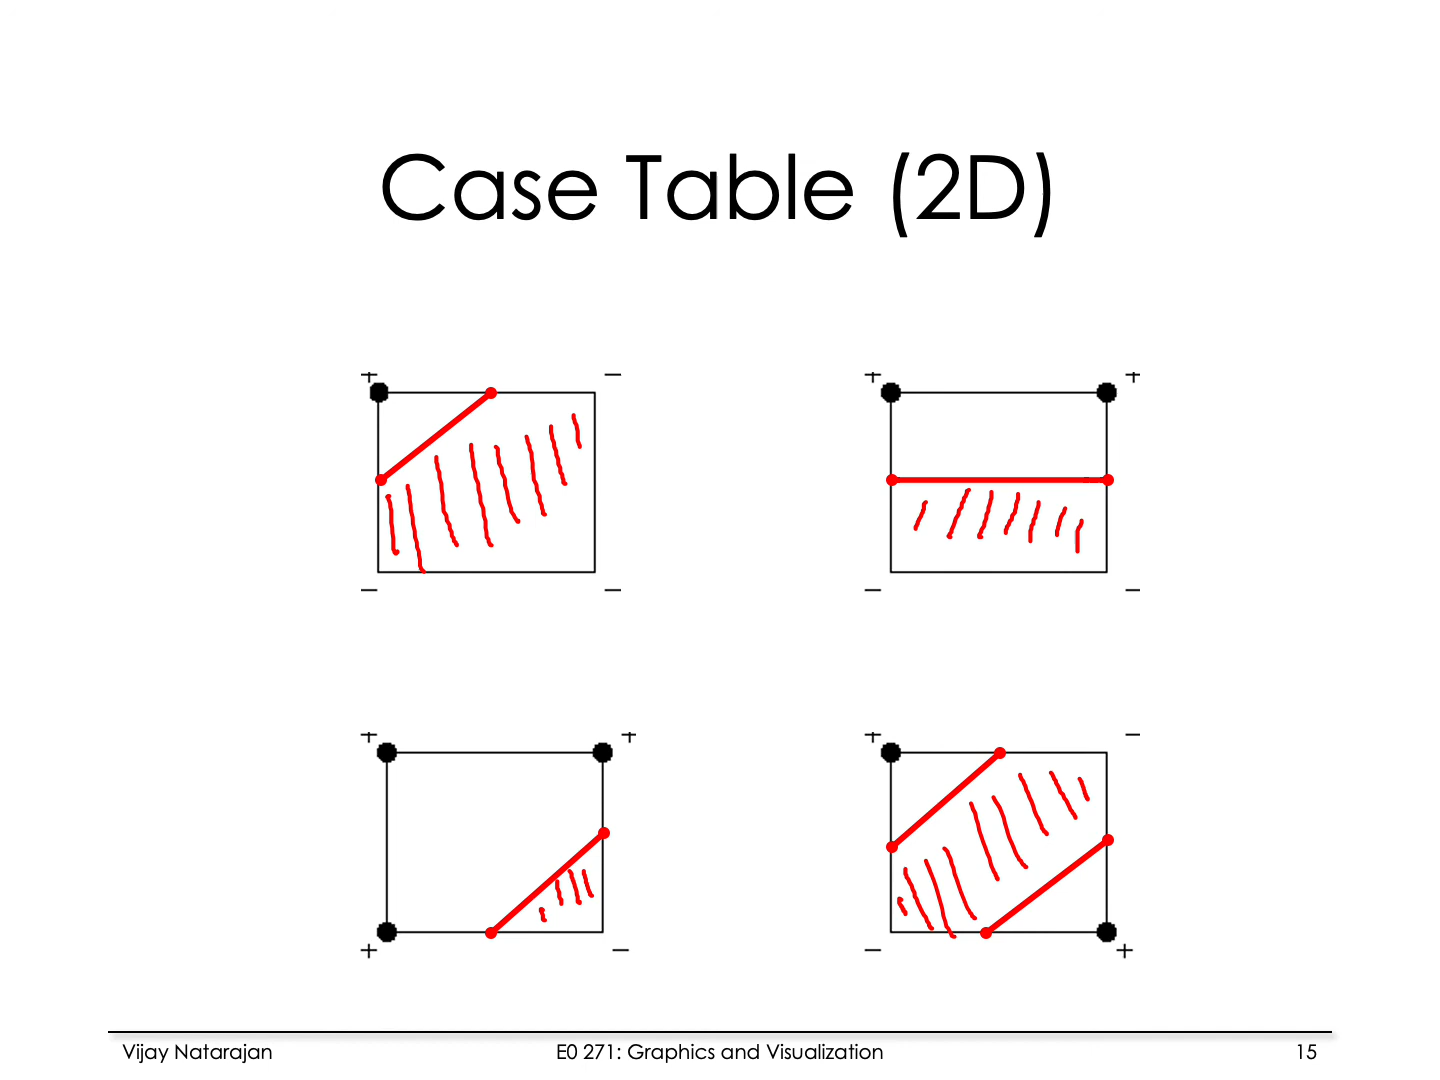 Case Table (2D)
+ − + −
− − − −
+ + + −
+ − − +
Vijay Natarajan E0 271: Graphics and Visualization 15